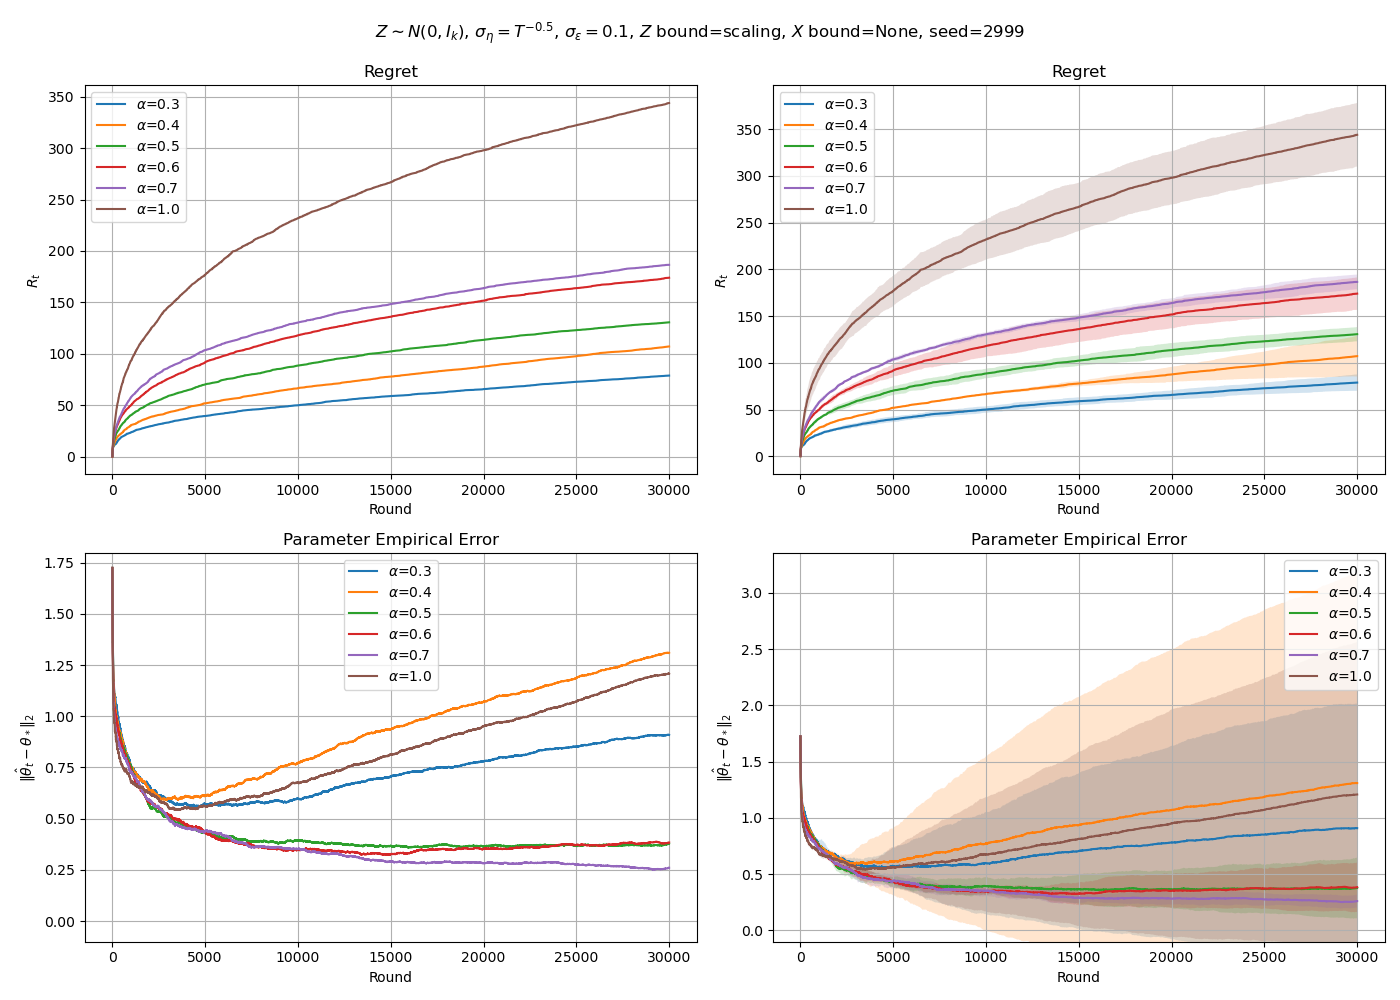 Z ∼ N(0, I_k), σ_η = T^{−0.5}, σ_ε = 0.1, Z bound=scaling, X bound=None, seed=2999
Regret
R_t
350
300
250
200
150
100
50
0
α=0.3
α=0.4
α=0.5
α=0.6
α=0.7
α=1.0
0 5000 10000 15000 20000 25000 30000
Round
Regret
R_t
350
300
250
200
150
100
50
0
α=0.3
α=0.4
α=0.5
α=0.6
α=0.7
α=1.0
0 5000 10000 15000 20000 25000 30000
Round
Parameter Empirical Error
‖θ̂_t − θ_*‖_2
1.75
1.50
1.25
1.00
0.75
0.50
0.25
0.00
α=0.3
α=0.4
α=0.5
α=0.6
α=0.7
α=1.0
0 5000 10000 15000 20000 25000 30000
Round
Parameter Empirical Error
‖θ̂_t − θ_*‖_2
3.0
2.5
2.0
1.5
1.0
0.5
0.0
α=0.3
α=0.4
α=0.5
α=0.6
α=0.7
α=1.0
0 5000 10000 15000 20000 25000 30000
Round